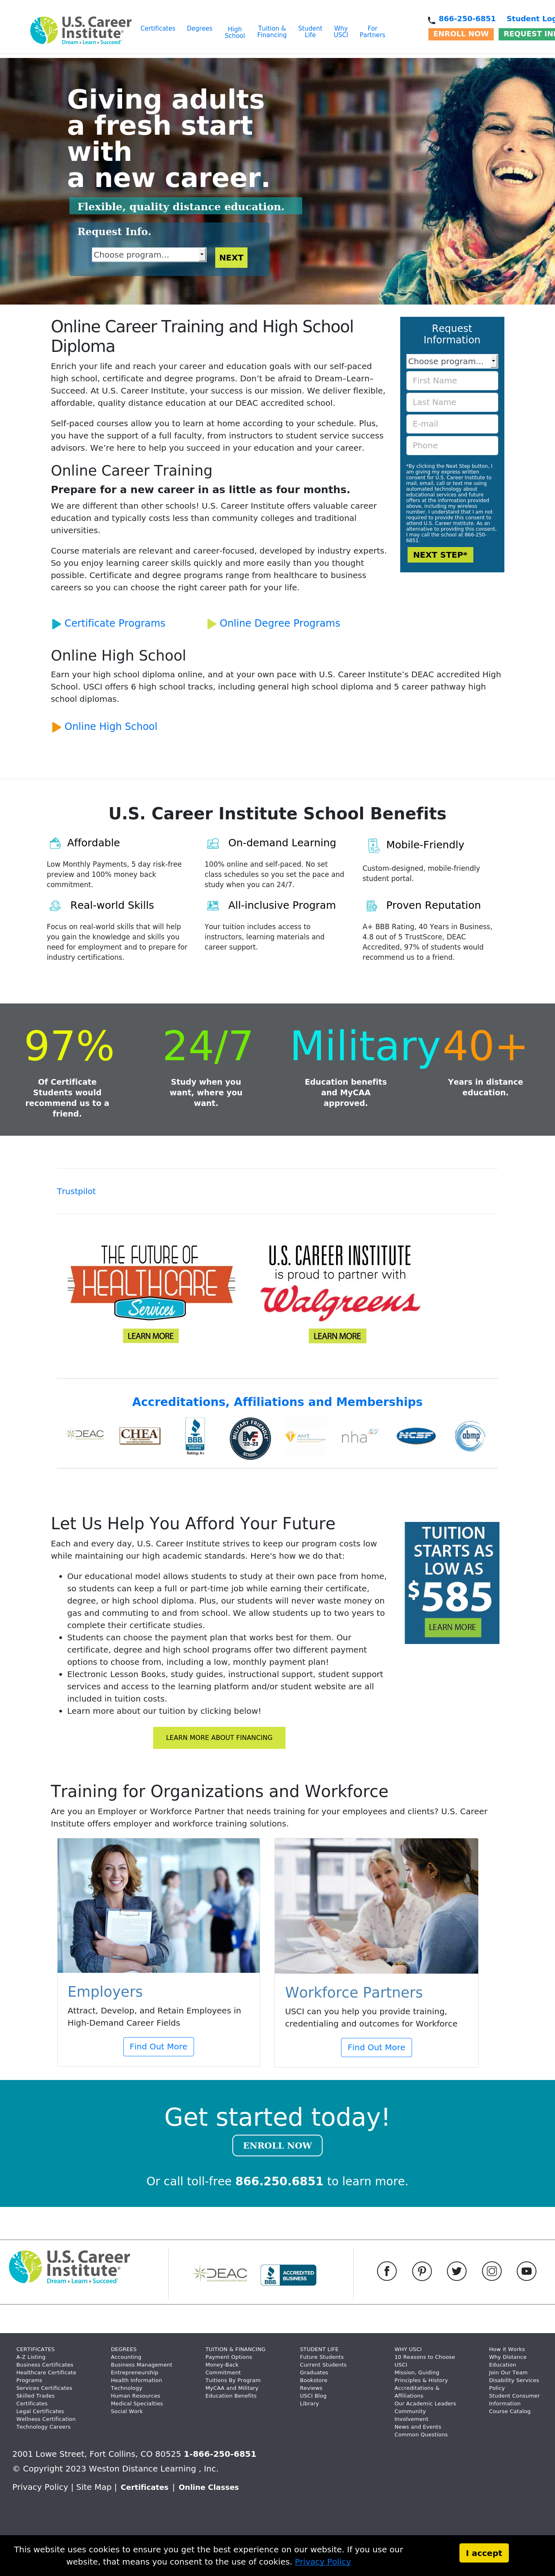 U.S. Career
Institute®
Dream • Learn • Succeed®
Certificates
Degrees
High
School
Tuition &
Financing
Student
Life
Why
USCI
For
Partners
866-250-6851
Student Log
ENROLL NOW
REQUEST IN
Giving adults
a fresh start
with
a new career.
Flexible, quality distance education.
Request Info.
Choose program...
NEXT
Online Career Training and High School
Diploma
Enrich your life and reach your career and education goals with our self-paced
high school, certificate and degree programs. Don't be afraid to Dream–Learn–
Succeed. At U.S. Career Institute, your success is our mission. We deliver flexible,
affordable, quality distance education at our DEAC accredited school.
Self-paced courses allow you to learn at home according to your schedule. Plus,
you have the support of a full faculty, from instructors to student service success
advisors. We're here to help you succeed in your education and your career.
Online Career Training
Prepare for a new career in as little as four months.
We are different than other schools! U.S. Career Institute offers valuable career
education and typically costs less than community colleges and traditional
universities.
Course materials are relevant and career-focused, developed by industry experts.
So you enjoy learning career skills quickly and more easily than you thought
possible. Certificate and degree programs range from healthcare to business
careers so you can choose the right career path for your life.
Certificate Programs
Online Degree Programs
Request
Information
Choose program...
First Name
Last Name
E-mail
Phone
*By clicking the Next Step button, I
am giving my express written
consent for U.S. Career Institute to
mail, email, call or text me using
automated technology about
educational services and future
offers at the information provided
above, including my wireless
number. I understand that I am not
required to provide this consent to
attend U.S. Career Institute. As an
alternative to providing this consent,
I may call the school at 866-250-
6851.
NEXT STEP*
Online High School
Earn your high school diploma online, and at your own pace with U.S. Career Institute's DEAC accredited High
School. USCI offers 6 high school tracks, including general high school diploma and 5 career pathway high
school diplomas.
Online High School
U.S. Career Institute School Benefits
Affordable
Low Monthly Payments, 5 day risk-free
preview and 100% money back
commitment.
On-demand Learning
100% online and self-paced. No set
class schedules so you set the pace and
study when you can 24/7.
Mobile-Friendly
Custom-designed, mobile-friendly
student portal.
Real-world Skills
Focus on real-world skills that will help
you gain the knowledge and skills you
need for employment and to prepare for
industry certifications.
All-inclusive Program
Your tuition includes access to
instructors, learning materials and
career support.
Proven Reputation
A+ BBB Rating, 40 Years in Business,
4.8 out of 5 TrustScore, DEAC
Accredited, 97% of students would
recommend us to a friend.
97%
Of Certificate
Students would
recommend us to a
friend.
24/7
Study when you
want, where you
want.
Military
Education benefits
and MyCAA
approved.
40+
Years in distance
education.
Trustpilot
THE FUTURE OF
HEALTHCARE
Services
LEARN MORE
U.S. CAREER INSTITUTE
is proud to partner with
Walgreens
LEARN MORE
Accreditations, Affiliations and Memberships
DEAC
CHEA
BBB
Rating: A+
MILITARY FRIENDLY
MF
22-23
AMT
nha
NCSF
abmp
Let Us Help You Afford Your Future
Each and every day, U.S. Career Institute strives to keep our program costs low
while maintaining our high academic standards. Here's how we do that:
• Our educational model allows students to study at their own pace from home,
so students can keep a full or part-time job while earning their certificate,
degree, or high school diploma. Plus, our students will never waste money on
gas and commuting to and from school. We allow students up to two years to
complete their certificate studies.
• Students can choose the payment plan that works best for them. Our
certificate, degree and high school programs offer two different payment
options to choose from, including a low, monthly payment plan!
• Electronic Lesson Books, study guides, instructional support, student support
services and access to the learning platform and/or student website are all
included in tuition costs.
• Learn more about our tuition by clicking below!
LEARN MORE ABOUT FINANCING
TUITION
STARTS AS
LOW AS
$585
LEARN MORE
Training for Organizations and Workforce
Are you an Employer or Workforce Partner that needs training for your employees and clients? U.S. Career
Institute offers employer and workforce training solutions.
Employers
Attract, Develop, and Retain Employees in
High-Demand Career Fields
Find Out More
Workforce Partners
USCI can you help you provide training,
credentialing and outcomes for Workforce
Find Out More
Get started today!
ENROLL NOW
Or call toll-free 866.250.6851 to learn more.
U.S. Career
Institute®
Dream • Learn • Succeed®
DEAC
BBB
ACCREDITED
BUSINESS
CERTIFICATES
A-Z Listing
Business Certificates
Healthcare Certificate
Programs
Services Certificates
Skilled Trades
Certificates
Legal Certificates
Wellness Certification
Technology Careers
DEGREES
Accounting
Business Management
Entrepreneurship
Health Information
Technology
Human Resources
Medical Specialties
Social Work
TUITION & FINANCING
Payment Options
Money-Back
Commitment
Tuitions By Program
MyCAA and Military
Education Benefits
STUDENT LIFE
Future Students
Current Students
Graduates
Bookstore
Reviews
USCI Blog
Library
WHY USCI
10 Reasons to Choose
USCI
Mission, Guiding
Principles & History
Accreditations &
Affiliations
Our Academic Leaders
Community
Involvement
News and Events
Common Questions
How it Works
Why Distance
Education
Join Our Team
Disability Services
Policy
Student Consumer
Information
Course Catalog
2001 Lowe Street, Fort Collins, CO 80525 1-866-250-6851
© Copyright 2023 Weston Distance Learning , Inc.
Privacy Policy | Site Map | Certificates | Online Classes
This website uses cookies to ensure you get the best experience on our website. If you use our
website, that means you consent to the use of cookies. Privacy Policy
I accept